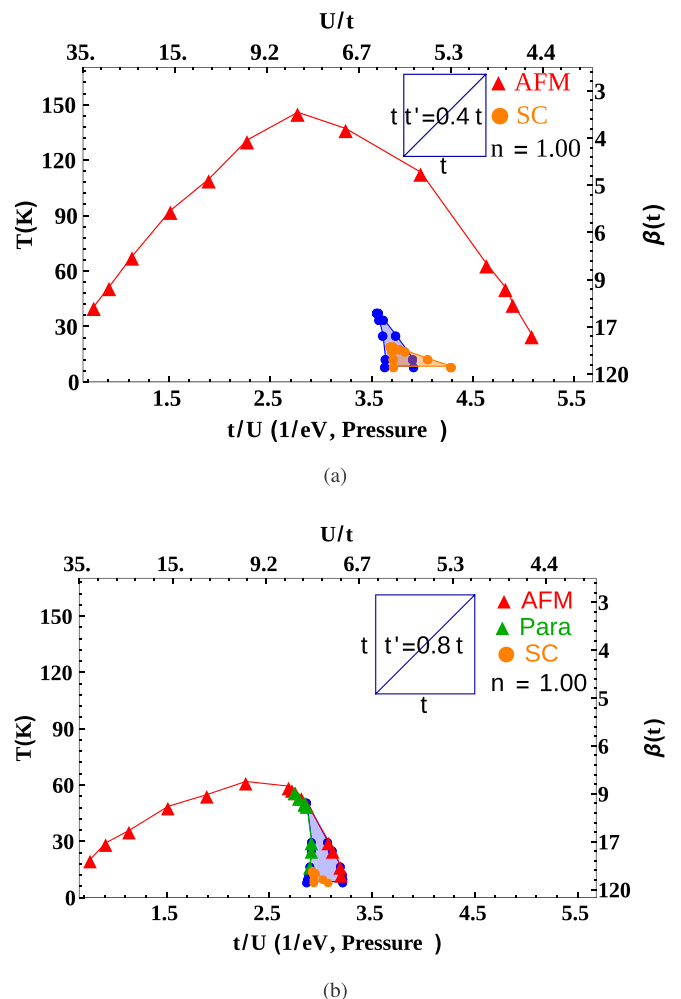 U/t
35. 15. 9.2 6.7 5.3 4.4
AFM
SC
n = 1.00
t t'=0.4 t
t
T(K)
150
120
90
60
30
0
3
4
5
6
9
17
120
β(t)
1.5 2.5 3.5 4.5 5.5
t/U (1/eV, Pressure )
(a)
U/t
35. 15. 9.2 6.7 5.3 4.4
AFM
Para
SC
n = 1.00
t t'=0.8 t
t
T(K)
150
120
90
60
30
0
3
4
5
6
9
17
120
β(t)
1.5 2.5 3.5 4.5 5.5
t/U (1/eV, Pressure )
(b)